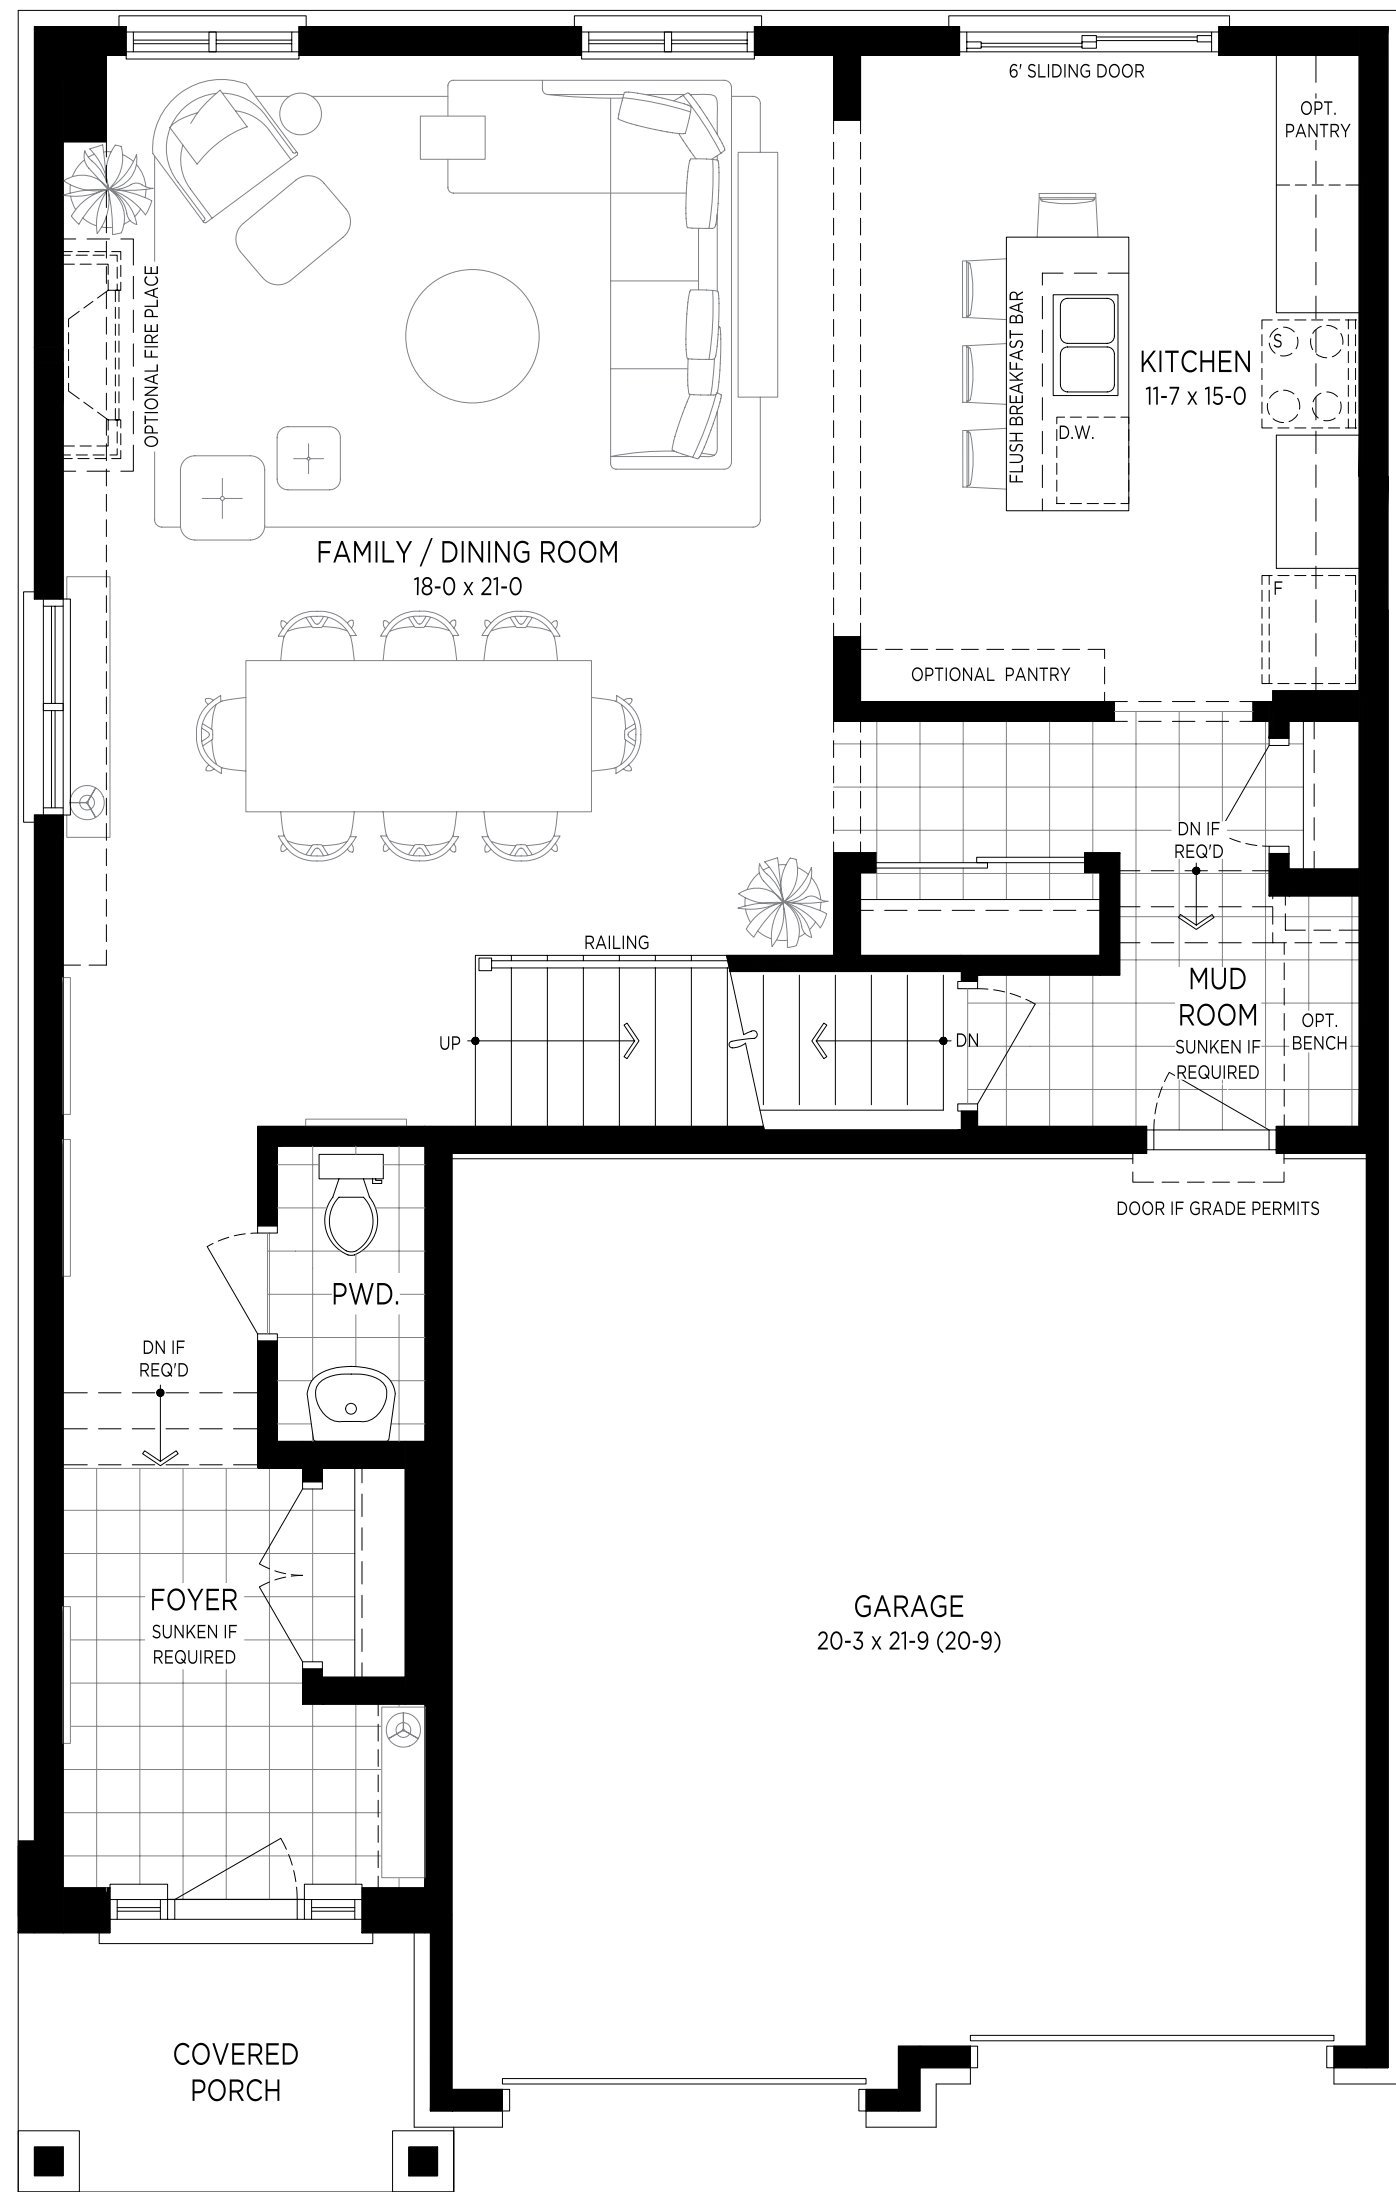 6' SLIDING DOOR
OPT.
PANTRY
OPTIONAL FIRE PLACE
FLUSH BREAKFAST BAR
S
KITCHEN
11-7 x 15-0
D.W.
FAMILY / DINING ROOM
18-0 x 21-0
F
OPTIONAL PANTRY
DN IF
REQ'D
RAILING
MUD
ROOM
SUNKEN IF
REQUIRED
OPT.
BENCH
UP
DN
DOOR IF GRADE PERMITS
PWD.
DN IF
REQ'D
FOYER
SUNKEN IF
REQUIRED
GARAGE
20-3 x 21-9 (20-9)
COVERED
PORCH